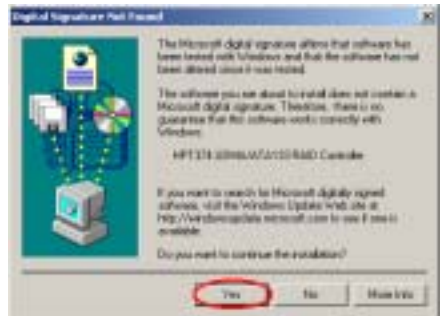 Digital Signature Not Found
The Microsoft digital signature affirms that software has
been tested with Windows and that the software has not
been altered since it was tested.
The software you are about to install does not contain a
Microsoft digital signature. Therefore, there is no
guarantee that this software works correctly with
Windows.
RAID Controller
If you want to search for Microsoft digitally signed
software, visit the Windows Update Web site at
http://windowsupdate.microsoft.com to see if one is
available.
Do you want to continue the installation?
Yes
No
More Info